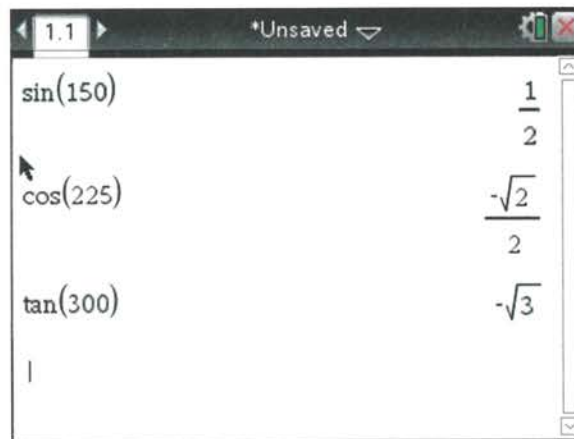 1.1 *Unsaved
sin(150) 1/2
cos(225) -√2/2
tan(300) -√3